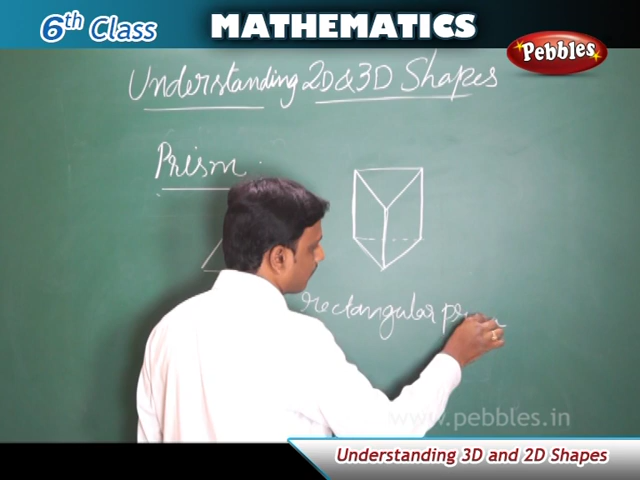 6th Class
MATHEMATICS
Pebbles
Understanding 2D & 3D Shapes
Prism
rectangular
www.pebbles.in
Understanding 3D and 2D Shapes